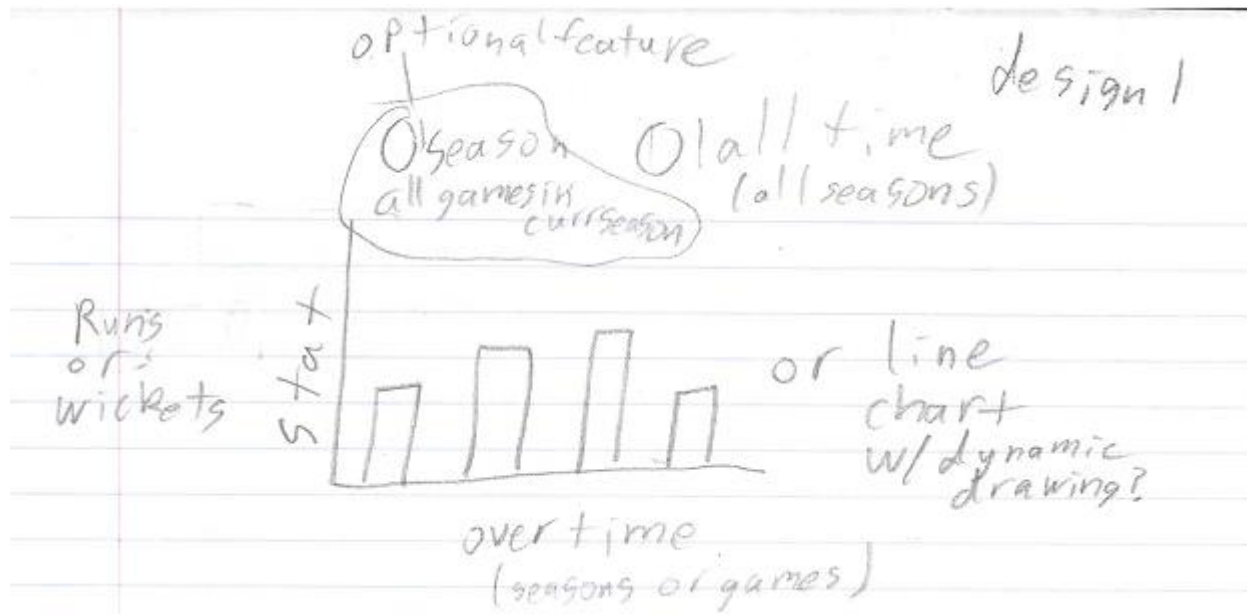 optional feature
design 1
O season
all games in
curr season
O all time
(all seasons)
Runs
or
wickets
stat
or line
chart
w/ dynamic
drawing?
over time
(seasons or games)